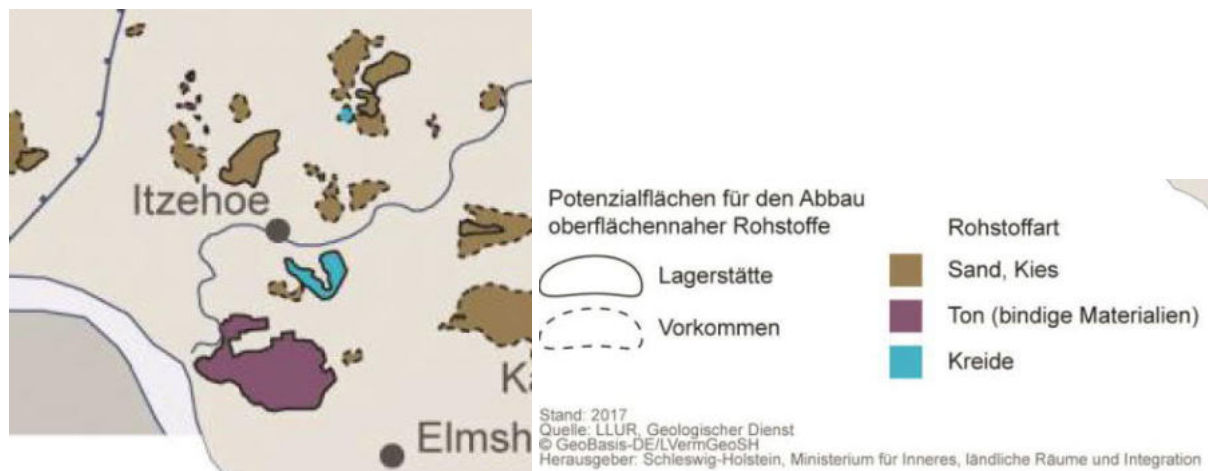 Itzehoe
Ka
Elmsh
Potenzialflächen für den Abbau
oberflächennaher Rohstoffe
Lagerstätte
Vorkommen
Rohstoffart
Sand, Kies
Ton (bindige Materialien)
Kreide
Stand: 2017
Quelle: LLUR, Geologischer Dienst
© GeoBasis-DE/LVermGeoSH
Herausgeber: Schleswig-Holstein, Ministerium für Inneres, ländliche Räume und Integration